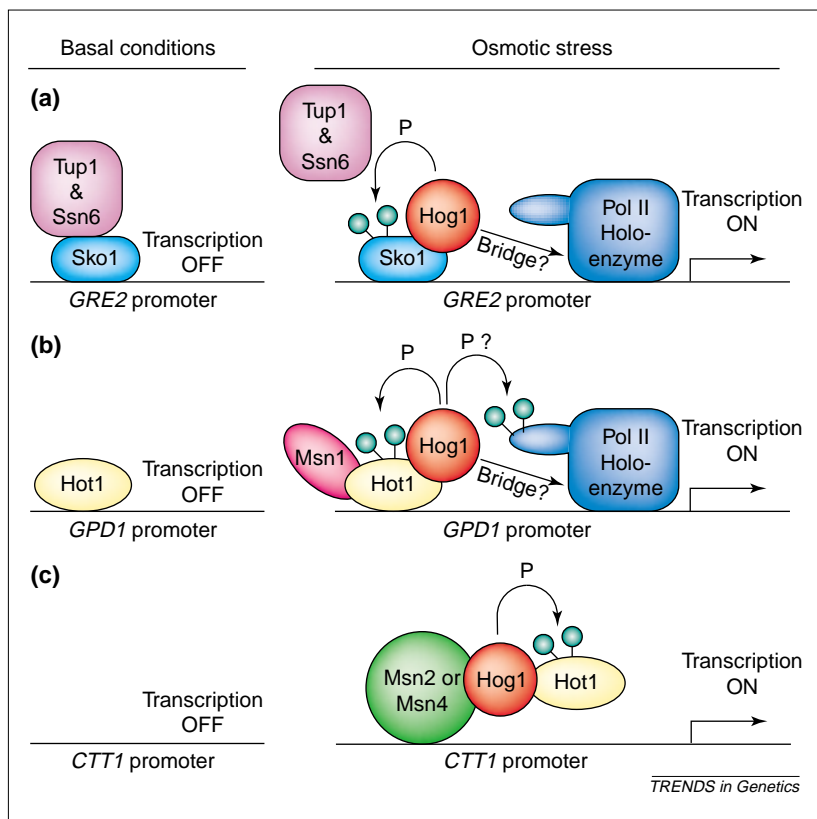 Basal conditions
Osmotic stress
(a)
Tup1
&
Ssn6
Sko1
Transcription
OFF
GRE2 promoter
Tup1
&
Ssn6
P
Hog1
Sko1
Bridge?
Pol II
Holo-
enzyme
Transcription
ON
GRE2 promoter
(b)
Hot1
Transcription
OFF
GPD1 promoter
P
P ?
Msn1
Hot1
Hog1
Bridge?
Pol II
Holo-
enzyme
Transcription
ON
GPD1 promoter
(c)
Transcription
OFF
CTT1 promoter
P
Msn2 or
Msn4
Hog1
Hot1
Transcription
ON
CTT1 promoter
TRENDS in Genetics